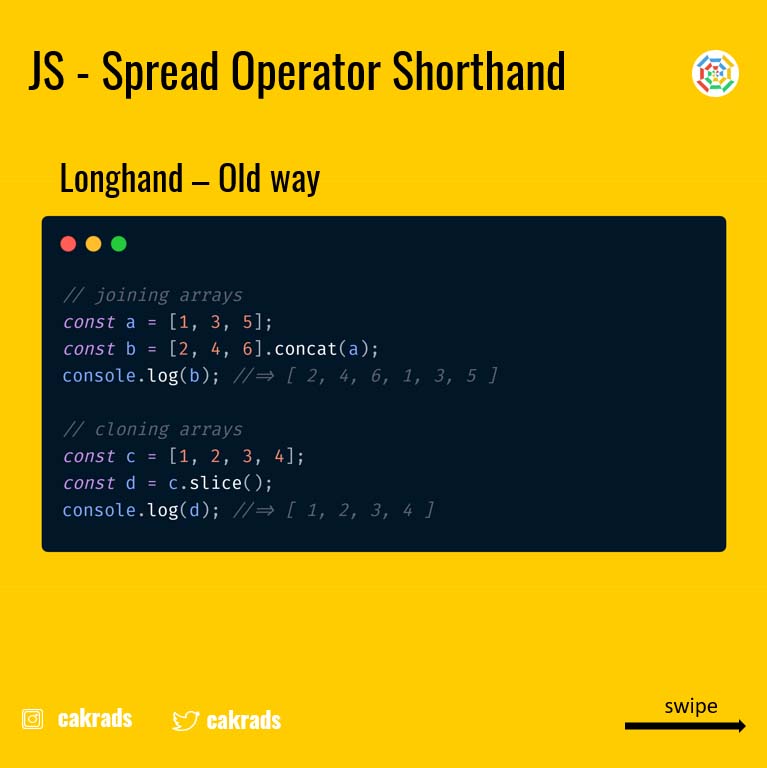 JS - Spread Operator Shorthand
Longhand – Old way
// joining arrays
const a = [1, 3, 5];
const b = [2, 4, 6].concat(a);
console.log(b); //=> [ 2, 4, 6, 1, 3, 5 ]
// cloning arrays
const c = [1, 2, 3, 4];
const d = c.slice();
console.log(d); //=> [ 1, 2, 3, 4 ]
swipe
cakrads cakrads